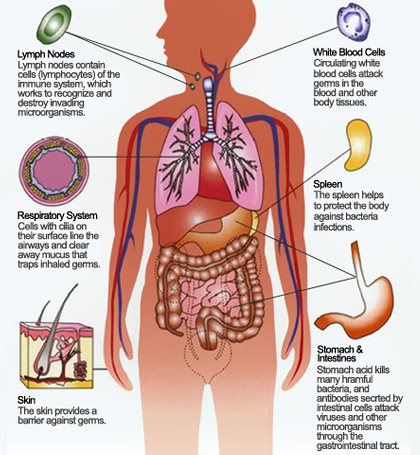 Lymph Nodes
Lymph nodes contain
cells (lymphocytes) of the
immune system, which
works to recognize and
destroy invading
microorganisms.
White Blood Cells
Circulating white
blood cells attack
germs in the
blood and other
body tissues.
Respiratory System
Cells with cilia on
their surface line the
airways and clear
away mucus that
traps inhaled germs.
Spleen
The spleen helps
to protect the body
against bacteria
infections.
Skin
The skin provides a
barrier against germs.
Stomach &
Intestines
Stomach acid kills
many hramful
bacteria, and
antibodies secrted by
intestinal cells attack
viruses and other
microorganisms
through the
gastrointestinal tract.